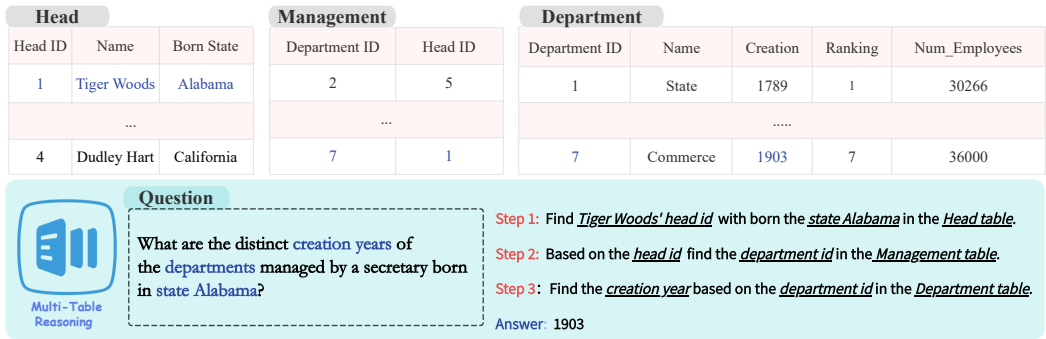 Head
Management
Department
Head ID Name Born State
Department ID Head ID
Department ID Name Creation Ranking Num_Employees
1 Tiger Woods Alabama
2 5
1 State 1789 1 30266
...
...
.....
4 Dudley Hart California
7 1
7 Commerce 1903 7 36000
Multi-Table
Reasoning
Question
What are the distinct creation years of
the departments managed by a secretary born
in state Alabama?
Step 1: Find Tiger Woods' head id with born the state Alabama in the Head table.
Step 2: Based on the head id find the department id in the Management table.
Step 3: Find the creation year based on the department id in the Department table.
Answer: 1903